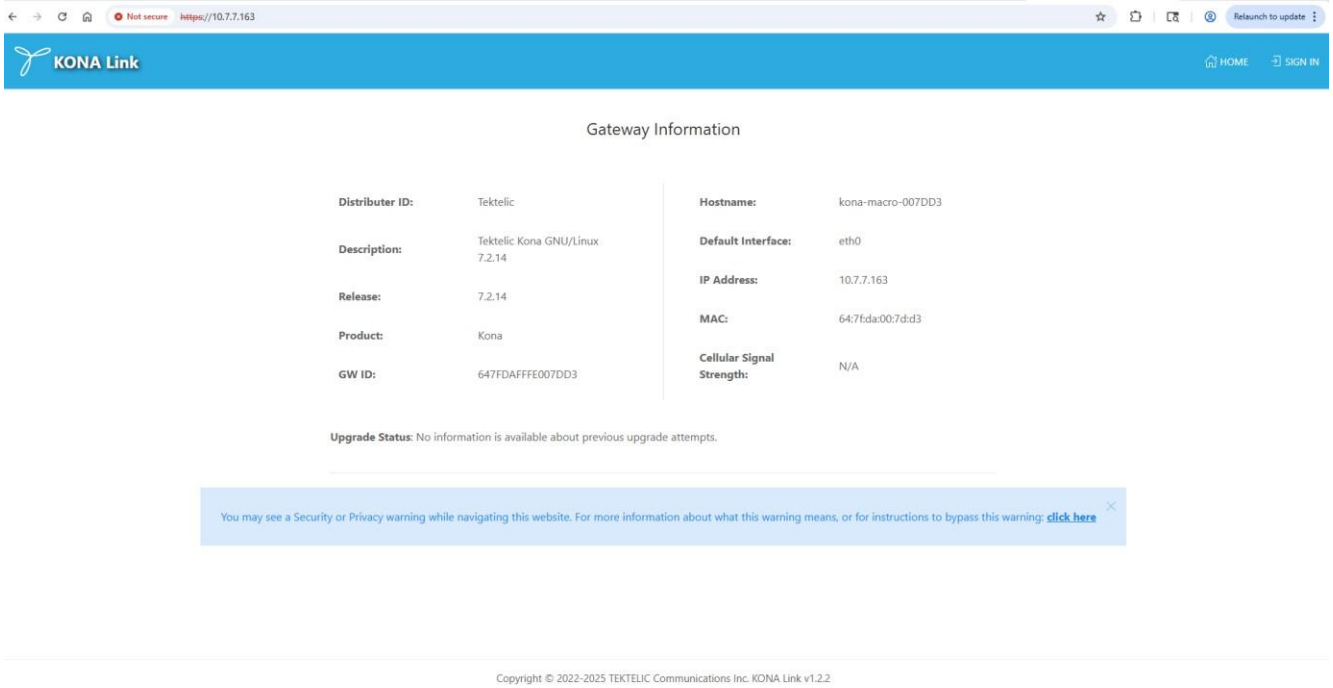 Not secure https://10.7.7.163
Relaunch to update
KONA Link
HOME
SIGN IN
Gateway Information
Distributer ID: Tektelic
Description: Tektelic Kona GNU/Linux
7.2.14
Release: 7.2.14
Product: Kona
GW ID: 647FDAFFFE007DD3
Hostname: kona-macro-007DD3
Default Interface: eth0
IP Address: 10.7.7.163
MAC: 64:7f:da:00:7d:d3
Cellular Signal
Strength: N/A
Upgrade Status: No information is available about previous upgrade attempts.
You may see a Security or Privacy warning while navigating this website. For more information about what this warning means, or for instructions to bypass this warning: click here
Copyright © 2022-2025 TEKTELIC Communications Inc. KONA Link v1.2.2